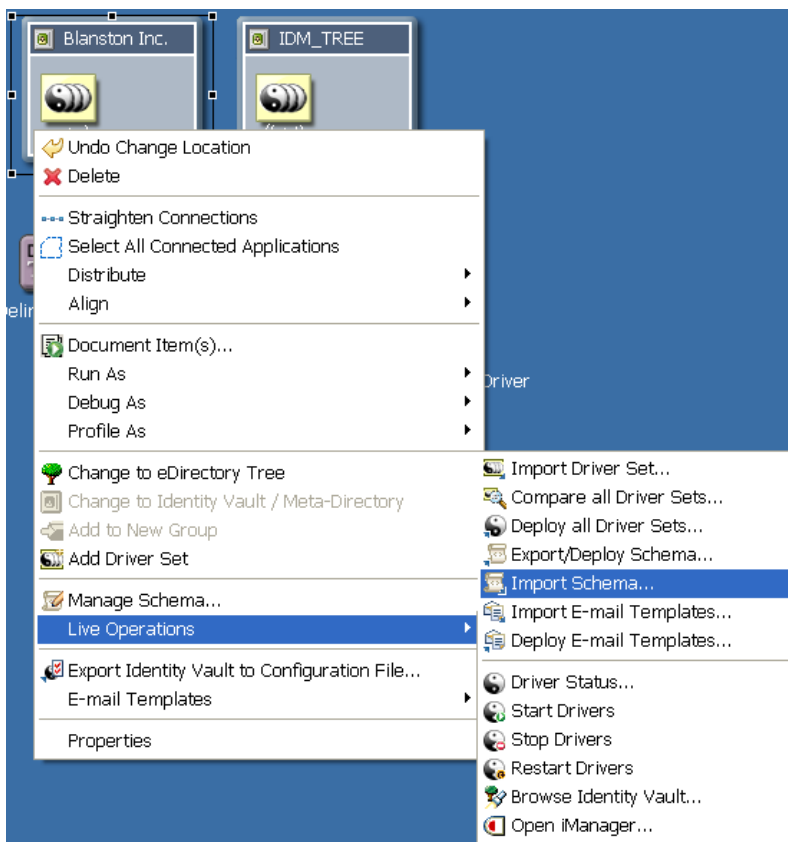 Blanston Inc.
IDM_TREE
Undo Change Location
Delete
Straighten Connections
Select All Connected Applications
Distribute
Align
Document Item(s)...
Run As
Debug As
Profile As
Driver
Change to eDirectory Tree
Change to Identity Vault / Meta-Directory
Add to New Group
Add Driver Set
Manage Schema...
Live Operations
Export Identity Vault to Configuration File...
E-mail Templates
Properties
Import Driver Set...
Compare all Driver Sets...
Deploy all Driver Sets...
Export/Deploy Schema...
Import Schema...
Import E-mail Templates...
Deploy E-mail Templates...
Driver Status...
Start Drivers
Stop Drivers
Restart Drivers
Browse Identity Vault...
Open iManager...